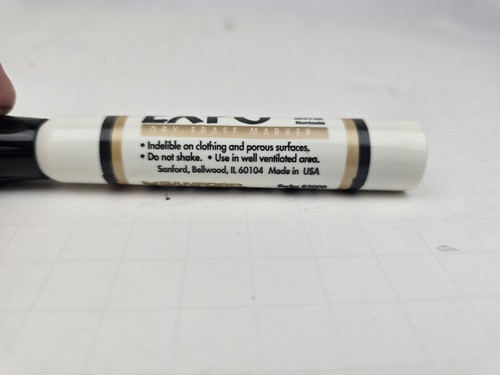 EXPO
Nontoxic
DRY ERASE MARKER
• Indelible on clothing and porous surfaces.
• Do not shake. • Use in well ventilated area.
Sanford, Bellwood, IL 60104 Made in USA
SANFORD